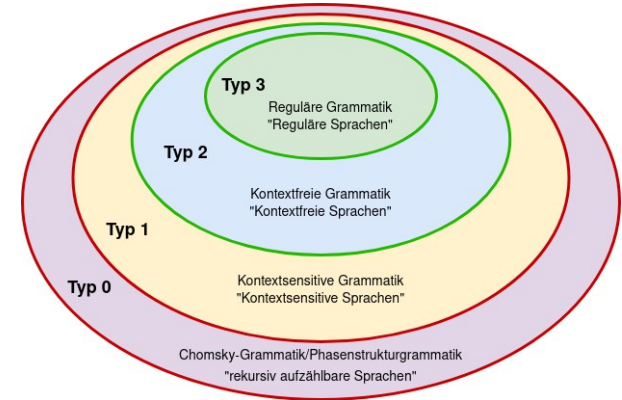 Typ 3
Reguläre Grammatik
"Reguläre Sprachen"
Typ 2
Kontextfreie Grammatik
"Kontextfreie Sprachen"
Typ 1
Kontextsensitive Grammatik
"Kontextsensitive Sprachen"
Typ 0
Chomsky-Grammatik/Phasenstrukturgrammatik
"rekursiv aufzählbare Sprachen"